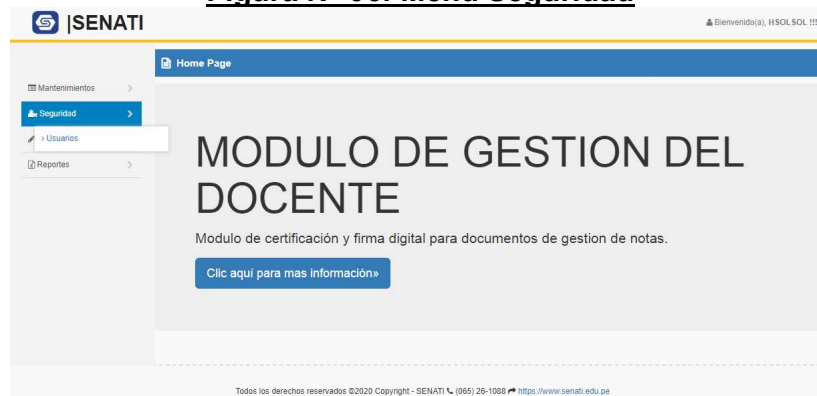 |SENATI
Bienvenido(a), HSOLSOL !!!
Home Page
Mantenimientos
Seguridad
> Usuarios
Reportes
MODULO DE GESTION DEL
DOCENTE
Modulo de certificación y firma digital para documentos de gestion de notas.
Clic aquí para mas información»
Todos los derechos reservados ©2020 Copyright - SENATI (065) 26-1088 https://www.senati.edu.pe